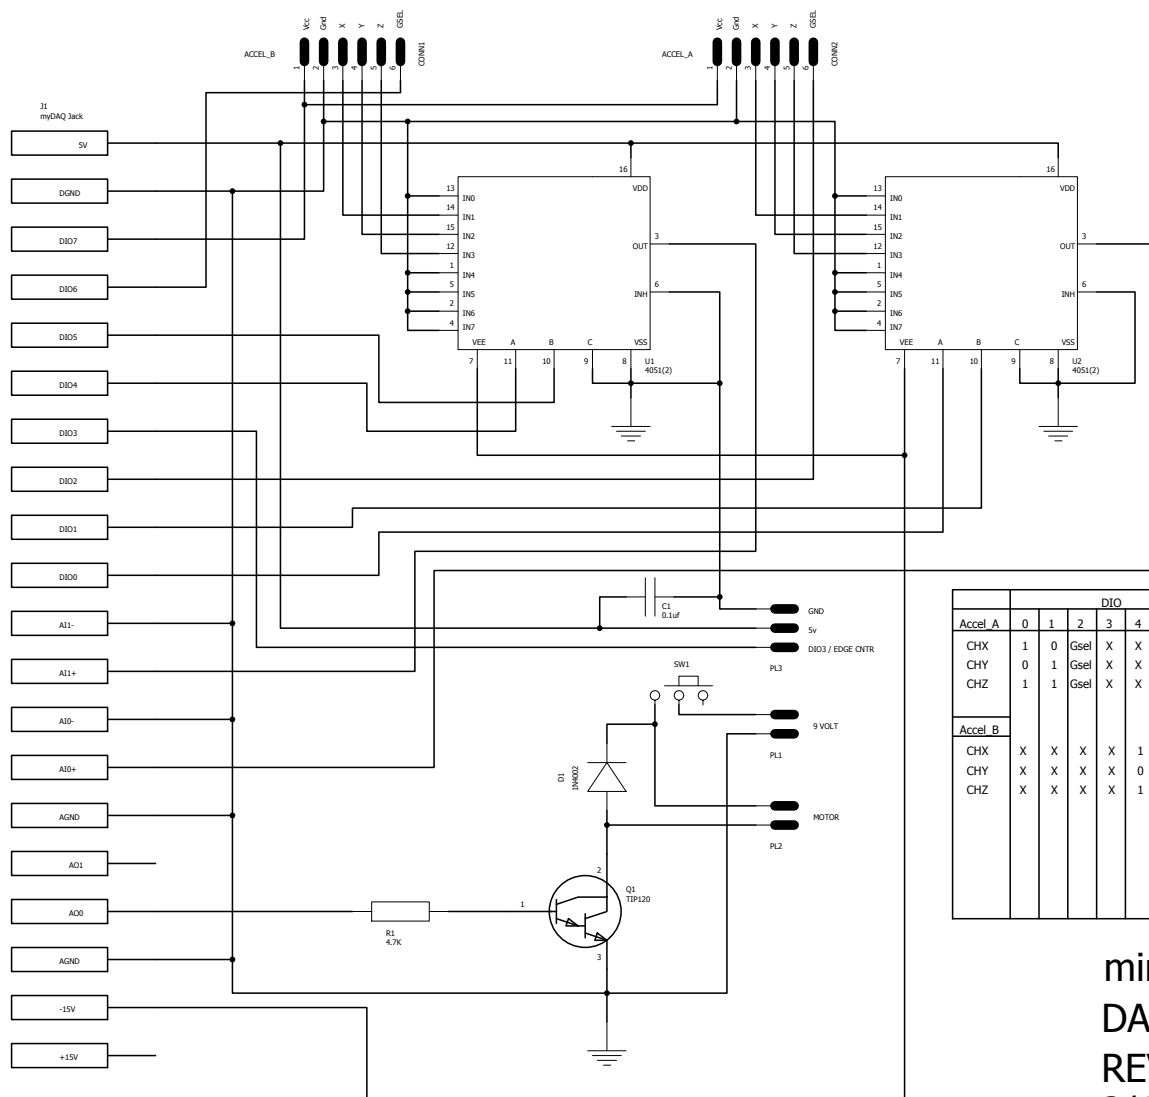 Vcc Gnd X Y Z GSEL
ACCEL_B
1 2 3 4 5 6
CONN1
Vcc Gnd X Y Z GSEL
ACCEL_A
1 2 3 4 5 6
CONN2
J1
myDAQ Jack
5V
DGND
DIO7
DIO6
DIO5
DIO4
DIO3
DIO2
DIO1
DIO0
AI1-
AI1+
AI0-
AI0+
AGND
AO1
AO0
AGND
-15V
+15V
16
VDD
13 IN0
14 IN1
15 IN2
12 IN3
1 IN4
5 IN5
2 IN6
4 IN7
3
OUT
6
INH
VEE A B C VSS
7 11 10 9 8
U1
4051(2)
16
VDD
13 IN0
14 IN1
15 IN2
12 IN3
1 IN4
5 IN5
2 IN6
4 IN7
3
OUT
6
INH
VEE A B C VSS
7 11 10 9 8
U2
4051(2)
C1
0.1uf
GND
5v
DIO3 / EDGE CNTR
PL3
SW1
9 VOLT
PL1
D1
1N4002
MOTOR
PL2
2
Q1
TIP120
1
3
R1
4.7K
DIO
Accel_A 0 1 2 3 4
CHX 1 0 Gsel X X
CHY 0 1 Gsel X X
CHZ 1 1 Gsel X X
Accel_B
CHX X X X X 1
CHY X X X X 0
CHZ X X X X 1